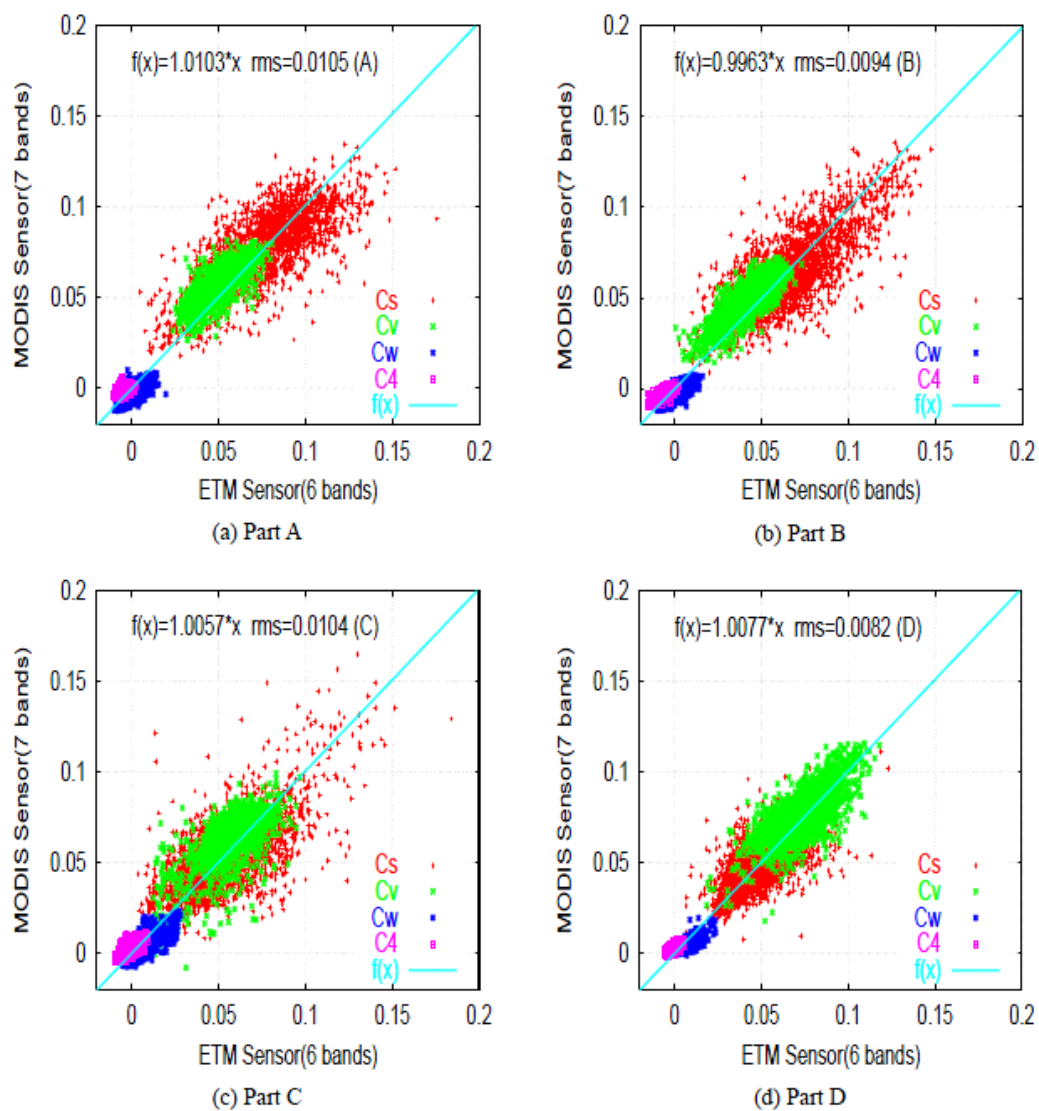 0.2
f(x)=1.0103*x rms=0.0105 (A)
0.15
0.1
0.05
0
MODIS Sensor(7 bands)
Cs
Cv
Cw
C4
f(x)
0 0.05 0.1 0.15 0.2
ETM Sensor(6 bands)
(a) Part A
0.2
f(x)=0.9963*x rms=0.0094 (B)
0.15
0.1
0.05
0
MODIS Sensor(7 bands)
Cs
Cv
Cw
C4
f(x)
0 0.05 0.1 0.15 0.2
ETM Sensor(6 bands)
(b) Part B
0.2
f(x)=1.0057*x rms=0.0104 (C)
0.15
0.1
0.05
0
MODIS Sensor(7 bands)
Cs
Cv
Cw
C4
f(x)
0 0.05 0.1 0.15 0.2
ETM Sensor(6 bands)
(c) Part C
0.2
f(x)=1.0077*x rms=0.0082 (D)
0.15
0.1
0.05
0
MODIS Sensor(7 bands)
Cs
Cv
Cw
C4
f(x)
0 0.05 0.1 0.15 0.2
ETM Sensor(6 bands)
(d) Part D